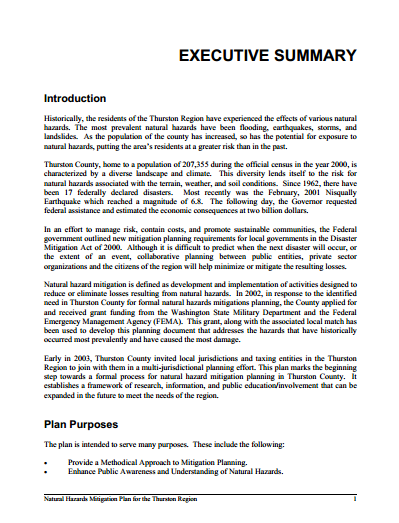 EXECUTIVE SUMMARY
Introduction
Historically, the residents of the Thurston Region have experienced the effects of various natural
hazards. The most prevalent natural hazards have been flooding, earthquakes, storms, and
landslides. As the population of the county has increased, so has the potential for exposure to
natural hazards, putting the area's residents at a greater risk than in the past.
Thurston County, home to a population of 207,355 during the official census in the year 2000, is
characterized by a diverse landscape and climate. This diversity lends itself to the risk for
natural hazards associated with the terrain, weather, and soil conditions. Since 1962, there have
been 17 federally declared disasters. Most recently was the February, 2001 Nisqually
Earthquake which reached a magnitude of 6.8. The following day, the Governor requested
federal assistance and estimated the economic consequences at two billion dollars.
In an effort to manage risk, contain costs, and promote sustainable communities, the Federal
government outlined new mitigation planning requirements for local governments in the Disaster
Mitigation Act of 2000. Although it is difficult to predict when the next disaster will occur, or
the extent of an event, collaborative planning between public entities, private sector
organizations and the citizens of the region will help minimize or mitigate the resulting losses.
Natural hazard mitigation is defined as development and implementation of activities designed to
reduce or eliminate losses resulting from natural hazards. In 2002, in response to the identified
need in Thurston County for formal natural hazards mitigation planning, the County applied for
and received grant funding from the Washington State Military Department and the Federal
Emergency Management Agency (FEMA). This grant, along with the associated local match has
been used to develop this planning document that addresses the hazards that have historically
occurred most prevalently and have caused the most damage.
Early in 2003, Thurston County invited local jurisdictions and taxing entities in the Thurston
Region to join with them in a multi-jurisdictional planning effort. This plan marks the beginning
step towards a formal process for natural hazard mitigation planning in Thurston County. It
establishes a framework of research, information, and public education/involvement that can be
expanded in the future to meet the needs of the region.
Plan Purposes
The plan is intended to serve many purposes. These include the following:
• Provide a Methodical Approach to Mitigation Planning.
• Enhance Public Awareness and Understanding of Natural Hazards.
Natural Hazards Mitigation Plan for the Thurston Region 1